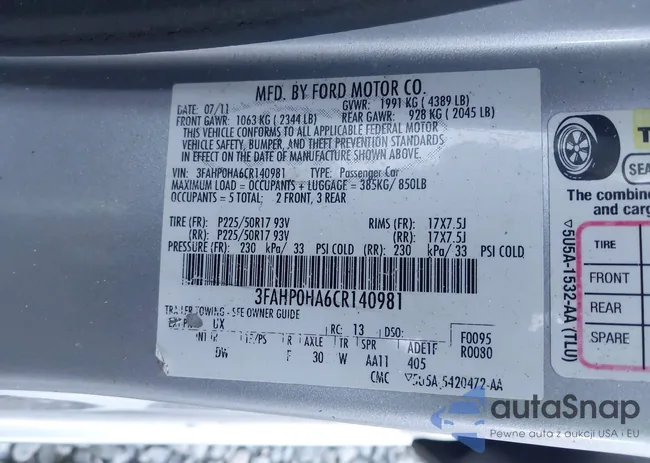 MFD. BY FORD MOTOR CO.
DATE: 07/11 GVWR: 1991 KG ( 4389 LB)
FRONT GAWR: 1063 KG ( 2344 LB) REAR GAWR: 928 KG ( 2045 LB)
THIS VEHICLE CONFORMS TO ALL APPLICABLE FEDERAL MOTOR
VEHICLE SAFETY, BUMPER, AND THEFT PREVENTION STANDARDS
IN EFFECT ON THE DATE OF MANUFACTURE SHOWN ABOVE.
VIN: 3FAHP0HA6CR140981 TYPE: Passenger Car
MAXIMUM LOAD = OCCUPANTS + LUGGAGE = 385KG/ 850LB
OCCUPANTS = 5 TOTAL: 2 FRONT, 3 REAR
TIRE (FR): P225/50R17 93V RIMS (FR): 17X7.5J
(RR): P225/50R17 93V (RR): 17X7.5J
PRESSURE (FR): 230 kPa/ 33 PSI COLD (RR): 230 kPa/ 33 PSI COLD
3FAHP0HA6CR140981
TRAILER TOWING - SEE OWNER GUIDE
UX RC: 13 DSO: F0095
AXLE TR SPR R0080
DW F 30 W AA11 ADE1F
405
CMC ▽5U5A 5420472-AA
T
SEA
The combine
and carg
TIRE
FRONT
REAR
SPARE
▽5U5A-1532-AA (TLU)
autoSnap
Pewne auta z aukcji USA i EU